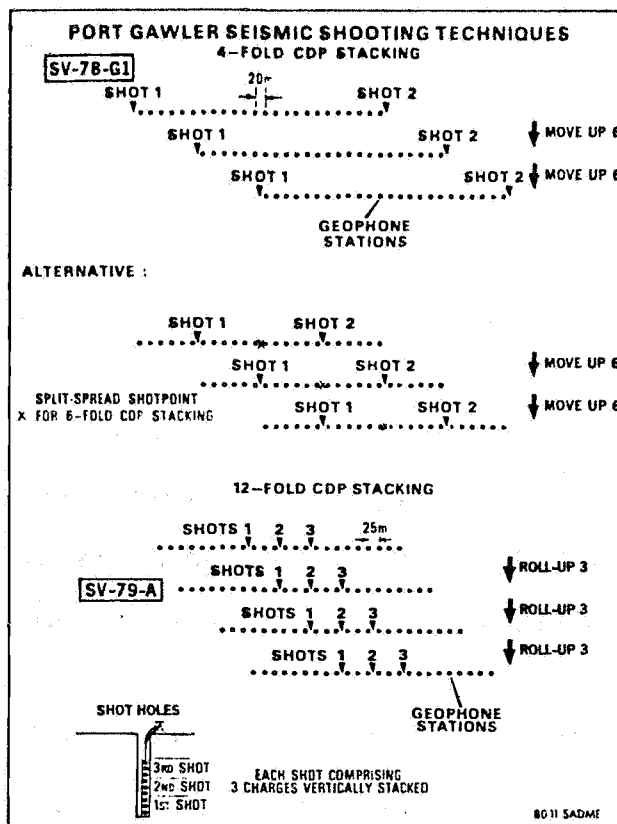 PORT GAWLER SEISMIC SHOOTING TECHNIQUES
4-FOLD CDP STACKING
SV-78-G1
20m
SHOT 1 SHOT 2
SHOT 1 SHOT 2
MOVE UP 6
SHOT 1 SHOT 2
MOVE UP 6
GEOPHONE
STATIONS
ALTERNATIVE :
SHOT 1 SHOT 2
SHOT 1 SHOT 2
MOVE UP 6
SPLIT-SPREAD SHOTPOINT
X FOR 6-FOLD CDP STACKING
SHOT 1 SHOT 2
MOVE UP 6
12-FOLD CDP STACKING
SHOTS 1 2 3 25m
SHOTS 1 2 3
ROLL-UP 3
SV-79-A
SHOTS 1 2 3
ROLL-UP 3
SHOTS 1 2 3
ROLL-UP 3
GEOPHONE
STATIONS
SHOT HOLES
3RD SHOT
2ND SHOT
1ST SHOT
EACH SHOT COMPRISING
3 CHARGES VERTICALLY STACKED
80 11 SADME